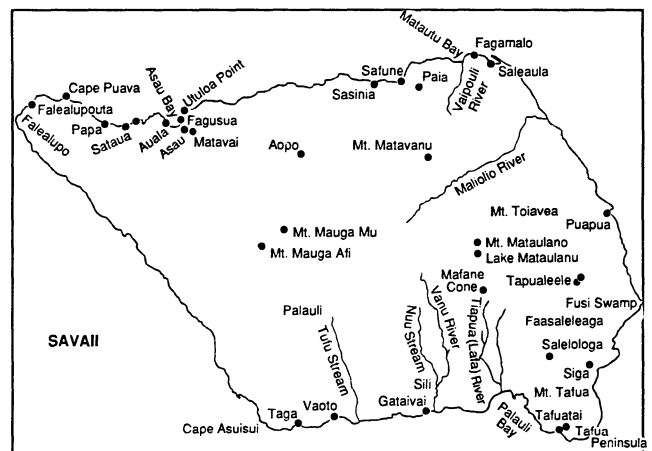 Matautu Bay
Fagamalo
Saleaula
Safune
Paia
Sasinia
Vaipouli
River
Cape Puava
Asau Bay
Utuloa Point
Falealupouta
Falealupo
Papa
Sataua
Auala
Fagusua
Asau
Matavai
Aopo
Mt. Matavanu
Maliolio River
Mt. Toiavea
Puapua
Mt. Mauga Mu
Mt. Mauga Afi
Mt. Mataulano
Lake Mataulanu
Mafane
Cone
Tapualeele
Fusi Swamp
Faasaleleaga
Palauli
SAVAII
Tufu Stream
Nnu Stream
Vanu River
Tiapua (Lata) River
Salelologa
Siga
Mt. Tafua
Sili
Gataivai
Vaoto
Taga
Cape Asuisui
Palauli
Bay
Tafuatai
Tafua
Peninsula